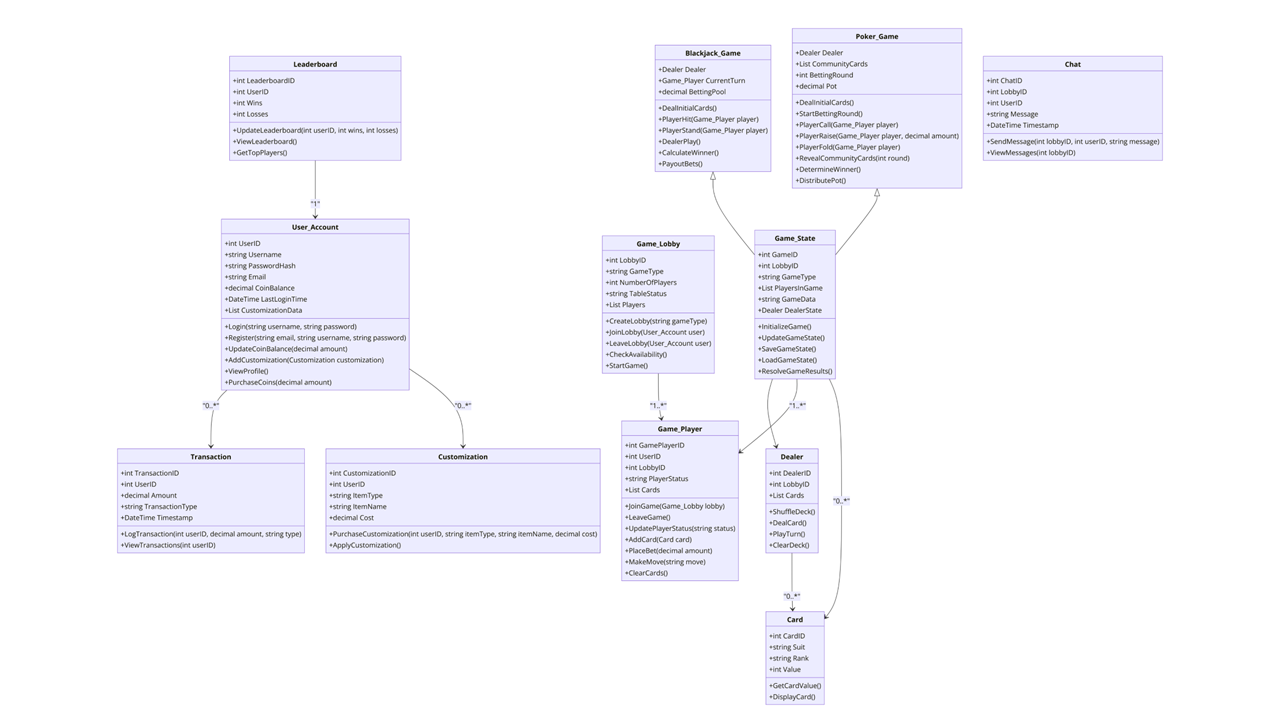 Leaderboard
+int LeaderboardID
+int UserID
+int Wins
+int Losses
+UpdateLeaderboard(int userID, int wins, int losses)
+ViewLeaderboard()
+GetTopPlayers()
"1"
User_Account
+int UserID
+string Username
+string PasswordHash
+string Email
+decimal CoinBalance
+DateTime LastLoginTime
+List CustomizationData
+Login(string username, string password)
+Register(string email, string username, string password)
+UpdateCoinBalance(decimal amount)
+AddCustomization(Customization customization)
+ViewProfile()
+PurchaseCoins(decimal amount)
"0..*"
"0..*"
Transaction
+int TransactionID
+int UserID
+decimal Amount
+string TransactionType
+DateTime Timestamp
+LogTransaction(int userID, decimal amount, string type)
+ViewTransactions(int userID)
Customization
+int CustomizationID
+int UserID
+string ItemType
+string ItemName
+decimal Cost
+PurchaseCustomization(int userID, string itemType, string itemName, decimal cost)
+ApplyCustomization()
Blackjack_Game
+Dealer Dealer
+Game_Player CurrentTurn
+decimal BettingPool
+DealInitialCards()
+PlayerHit(Game_Player player)
+PlayerStand(Game_Player player)
+DealerPlay()
+CalculateWinner()
+PayoutBets()
Poker_Game
+Dealer Dealer
+List CommunityCards
+int BettingRound
+decimal Pot
+DealInitialCards()
+StartBettingRound()
+PlayerCall(Game_Player player)
+PlayerRaise(Game_Player player, decimal amount)
+PlayerFold(Game_Player player)
+RevealCommunityCards(int round)
+DetermineWinner()
+DistributePot()
Chat
+int ChatID
+int LobbyID
+int UserID
+string Message
+DateTime Timestamp
+SendMessage(int lobbyID, int userID, string message)
+ViewMessages(int lobbyID)
Game_Lobby
+int LobbyID
+string GameType
+int NumberOfPlayers
+string TableStatus
+List Players
+CreateLobby(string gameType)
+JoinLobby(User_Account user)
+LeaveLobby(User_Account user)
+CheckAvailability()
+StartGame()
Game_State
+int GameID
+int LobbyID
+string GameType
+List PlayersInGame
+string GameData
+Dealer DealerState
+InitializeGame()
+UpdateGameState()
+SaveGameState()
+LoadGameState()
+ResolveGameResults()
"1..*"
"1..*"
Game_Player
+int GamePlayerID
+int UserID
+int LobbyID
+string PlayerStatus
+List Cards
+JoinGame(Game_Lobby lobby)
+LeaveGame()
+UpdatePlayerStatus(string status)
+AddCard(Card card)
+PlaceBet(decimal amount)
+MakeMove(string move)
+ClearCards()
Dealer
+int DealerID
+int LobbyID
+List Cards
+ShuffleDeck()
+DealCard()
+PlayTurn()
+ClearDeck()
"0..*"
"0..*"
Card
+int CardID
+string Suit
+string Rank
+int Value
+GetCardValue()
+DisplayCard()